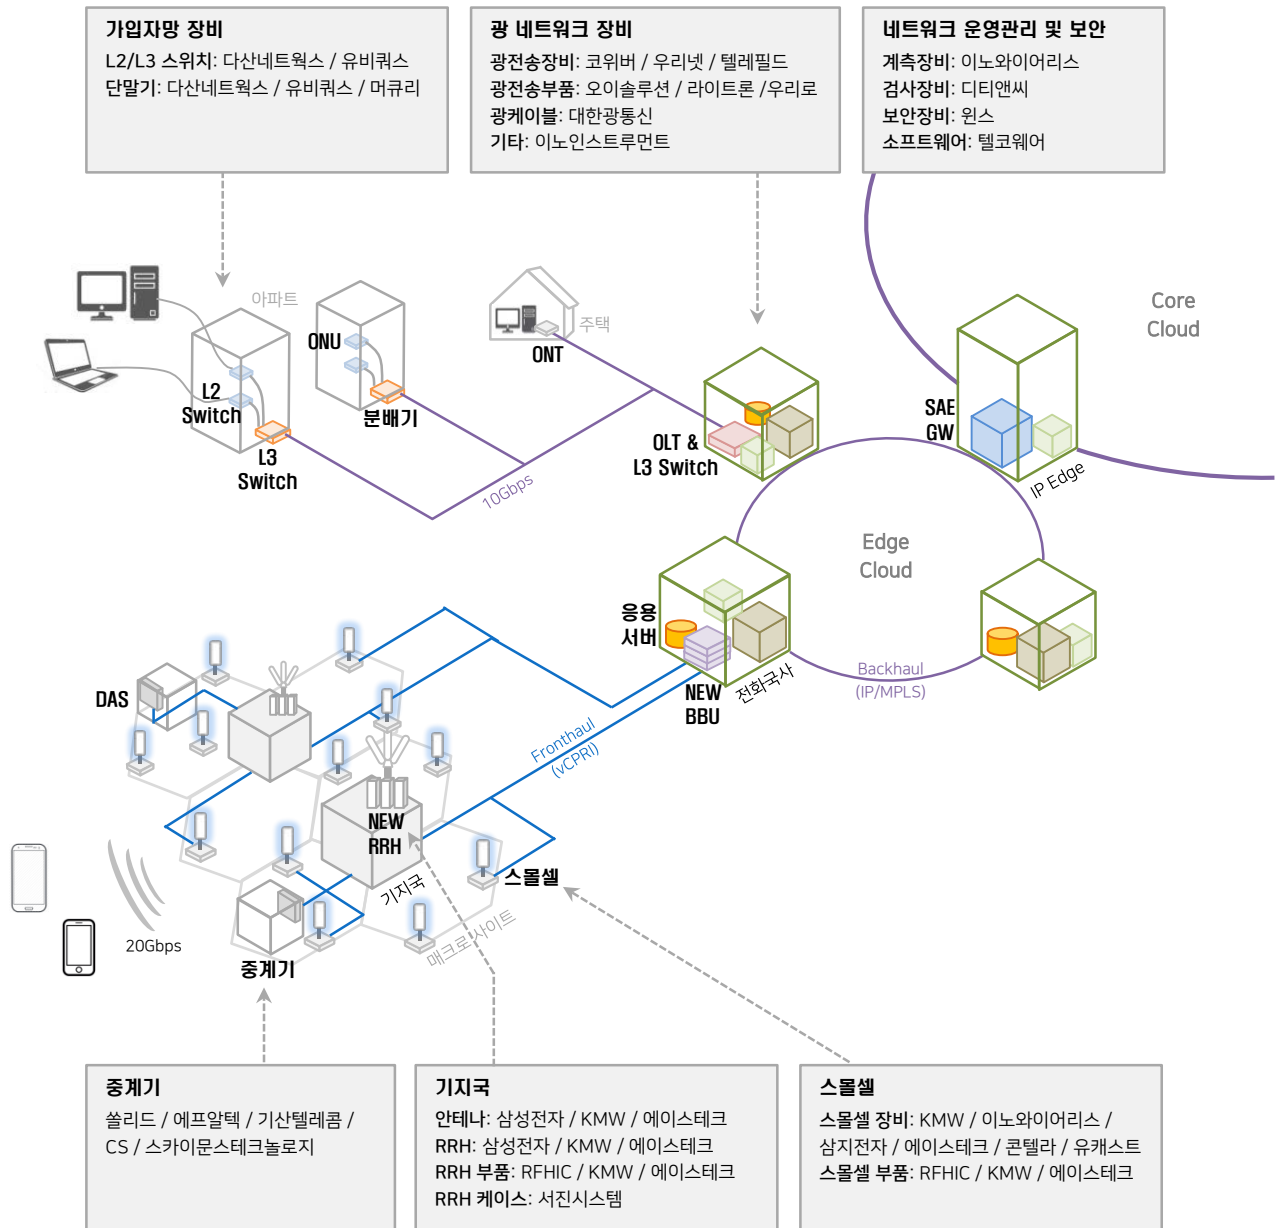 가입자망 장비
L2/L3 스위치: 다산네트웍스 / 유비쿼스
단말기: 다산네트웍스 / 유비쿼스 / 머큐리
광 네트워크 장비
광전송장비: 코위버 / 우리넷 / 텔레필드
광전송부품: 오이솔루션 / 라이트론 /우리로
광케이블: 대한광통신
기타: 이노인스트루먼트
네트워크 운영관리 및 보안
계측장비: 이노와이어리스
검사장비: 디티앤씨
보안장비: 윈스
소프트웨어: 텔코웨어
아파트
주택
ONU
ONT
L2
Switch
분배기
L3
Switch
10Gbps
OLT &
L3 Switch
SAE
GW
IP Edge
Core
Cloud
Edge
Cloud
응용
서버
NEW
BBU
전화국사
Backhaul
(IP/MPLS)
DAS
Fronthaul
(vCPRI)
NEW
RRH
기지국
스몰셀
매크로 사이트
20Gbps
중계기
중계기
쏠리드 / 에프알텍 / 기산텔레콤 /
CS / 스카이문스테크놀로지
기지국
안테나: 삼성전자 / KMW / 에이스테크
RRH: 삼성전자 / KMW / 에이스테크
RRH 부품: RFHIC / KMW / 에이스테크
RRH 케이스: 서진시스템
스몰셀
스몰셀 장비: KMW / 이노와이어리스 /
삼지전자 / 에이스테크 / 콘텔라 / 유캐스트
스몰셀 부품: RFHIC / KMW / 에이스테크